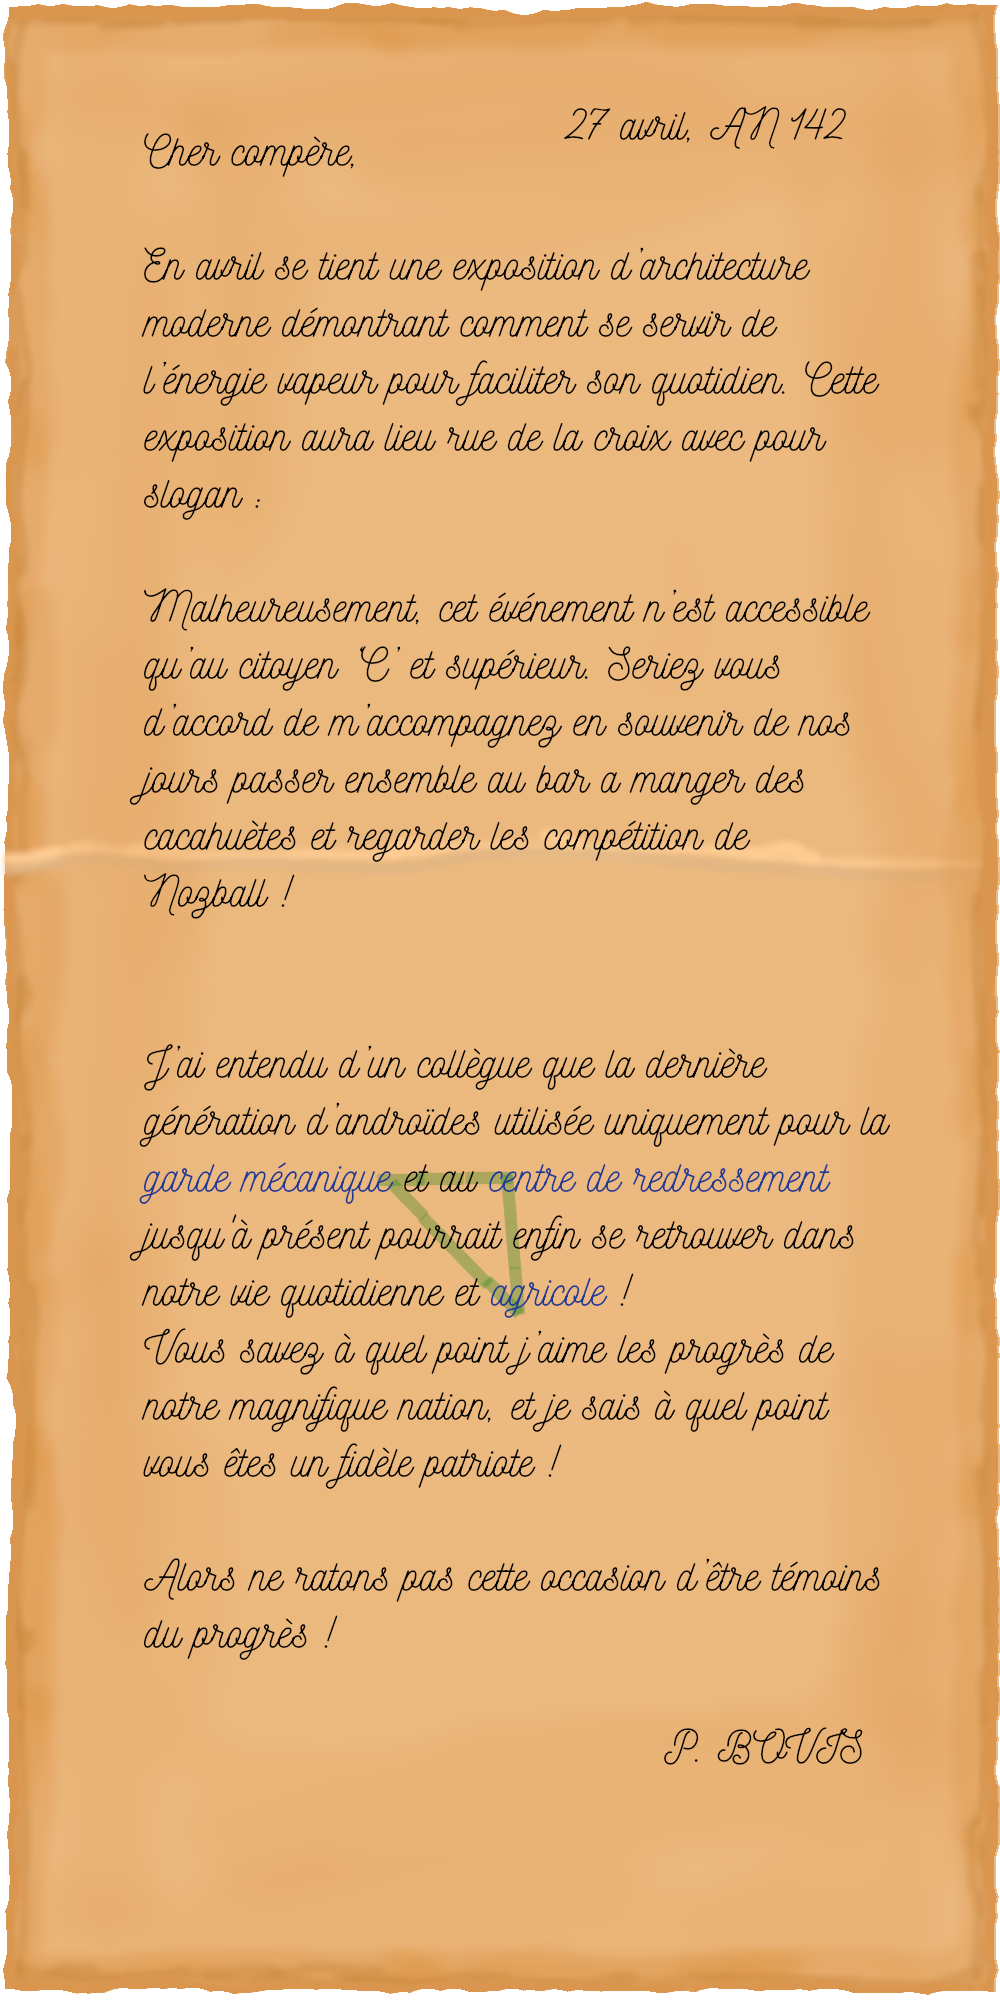 27 avril, AN 142
Cher compère,
En avril se tient une exposition d'architecture
moderne démontrant comment se servir de
l'énergie vapeur pour faciliter son quotidien. Cette
exposition aura lieu rue de la croix avec pour
slogan :
Malheureusement, cet événement n'est accessible
qu'au citoyen 'C' et supérieur. Seriez vous
d'accord de m'accompagnez en souvenir de nos
jours passer ensemble au bar a manger des
cacahuètes et regarder les compétition de
Nozball !
J'ai entendu d'un collègue que la dernière
génération d'androïdes utilisée uniquement pour la
garde mécanique et au centre de redressement
jusqu'à présent pourrait enfin se retrouver dans
notre vie quotidienne et agricole !
Vous savez à quel point j'aime les progrès de
notre magnifique nation, et je sais à quel point
vous êtes un fidèle patriote !
Alors ne ratons pas cette occasion d'être témoins
du progrès !
P. BOVIS